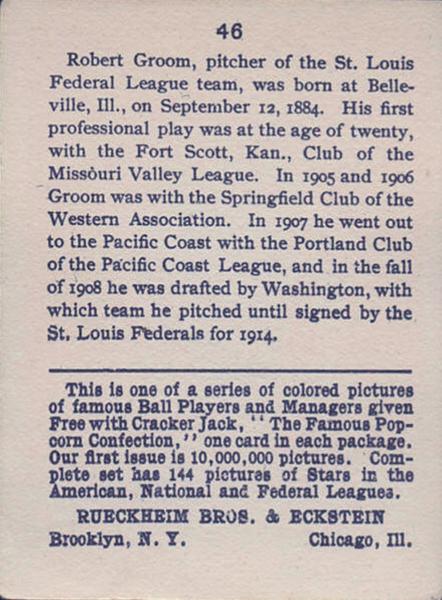 46
Robert Groom, pitcher of the St. Louis
Federal League team, was born at Belle-
ville, Ill., on September 12, 1884. His first
professional play was at the age of twenty,
with the Fort Scott, Kan., Club of the
Missouri Valley League. In 1905 and 1906
Groom was with the Springfield Club of the
Western Association. In 1907 he went out
to the Pacific Coast with the Portland Club
of the Pacific Coast League, and in the fall
of 1908 he was drafted by Washington, with
which team he pitched until signed by the
St. Louis Federals for 1914.
This is one of a series of colored pictures
of famous Ball Players and Managers given
Free with Cracker Jack, "The Famous Pop-
corn Confection," one card in each package.
Our first issue is 10,000,000 pictures. Com-
plete set has 144 pictures of Stars in the
American, National and Federal Leagues.
RUECKHEIM BROS. & ECKSTEIN
Brooklyn, N. Y. Chicago, Ill.